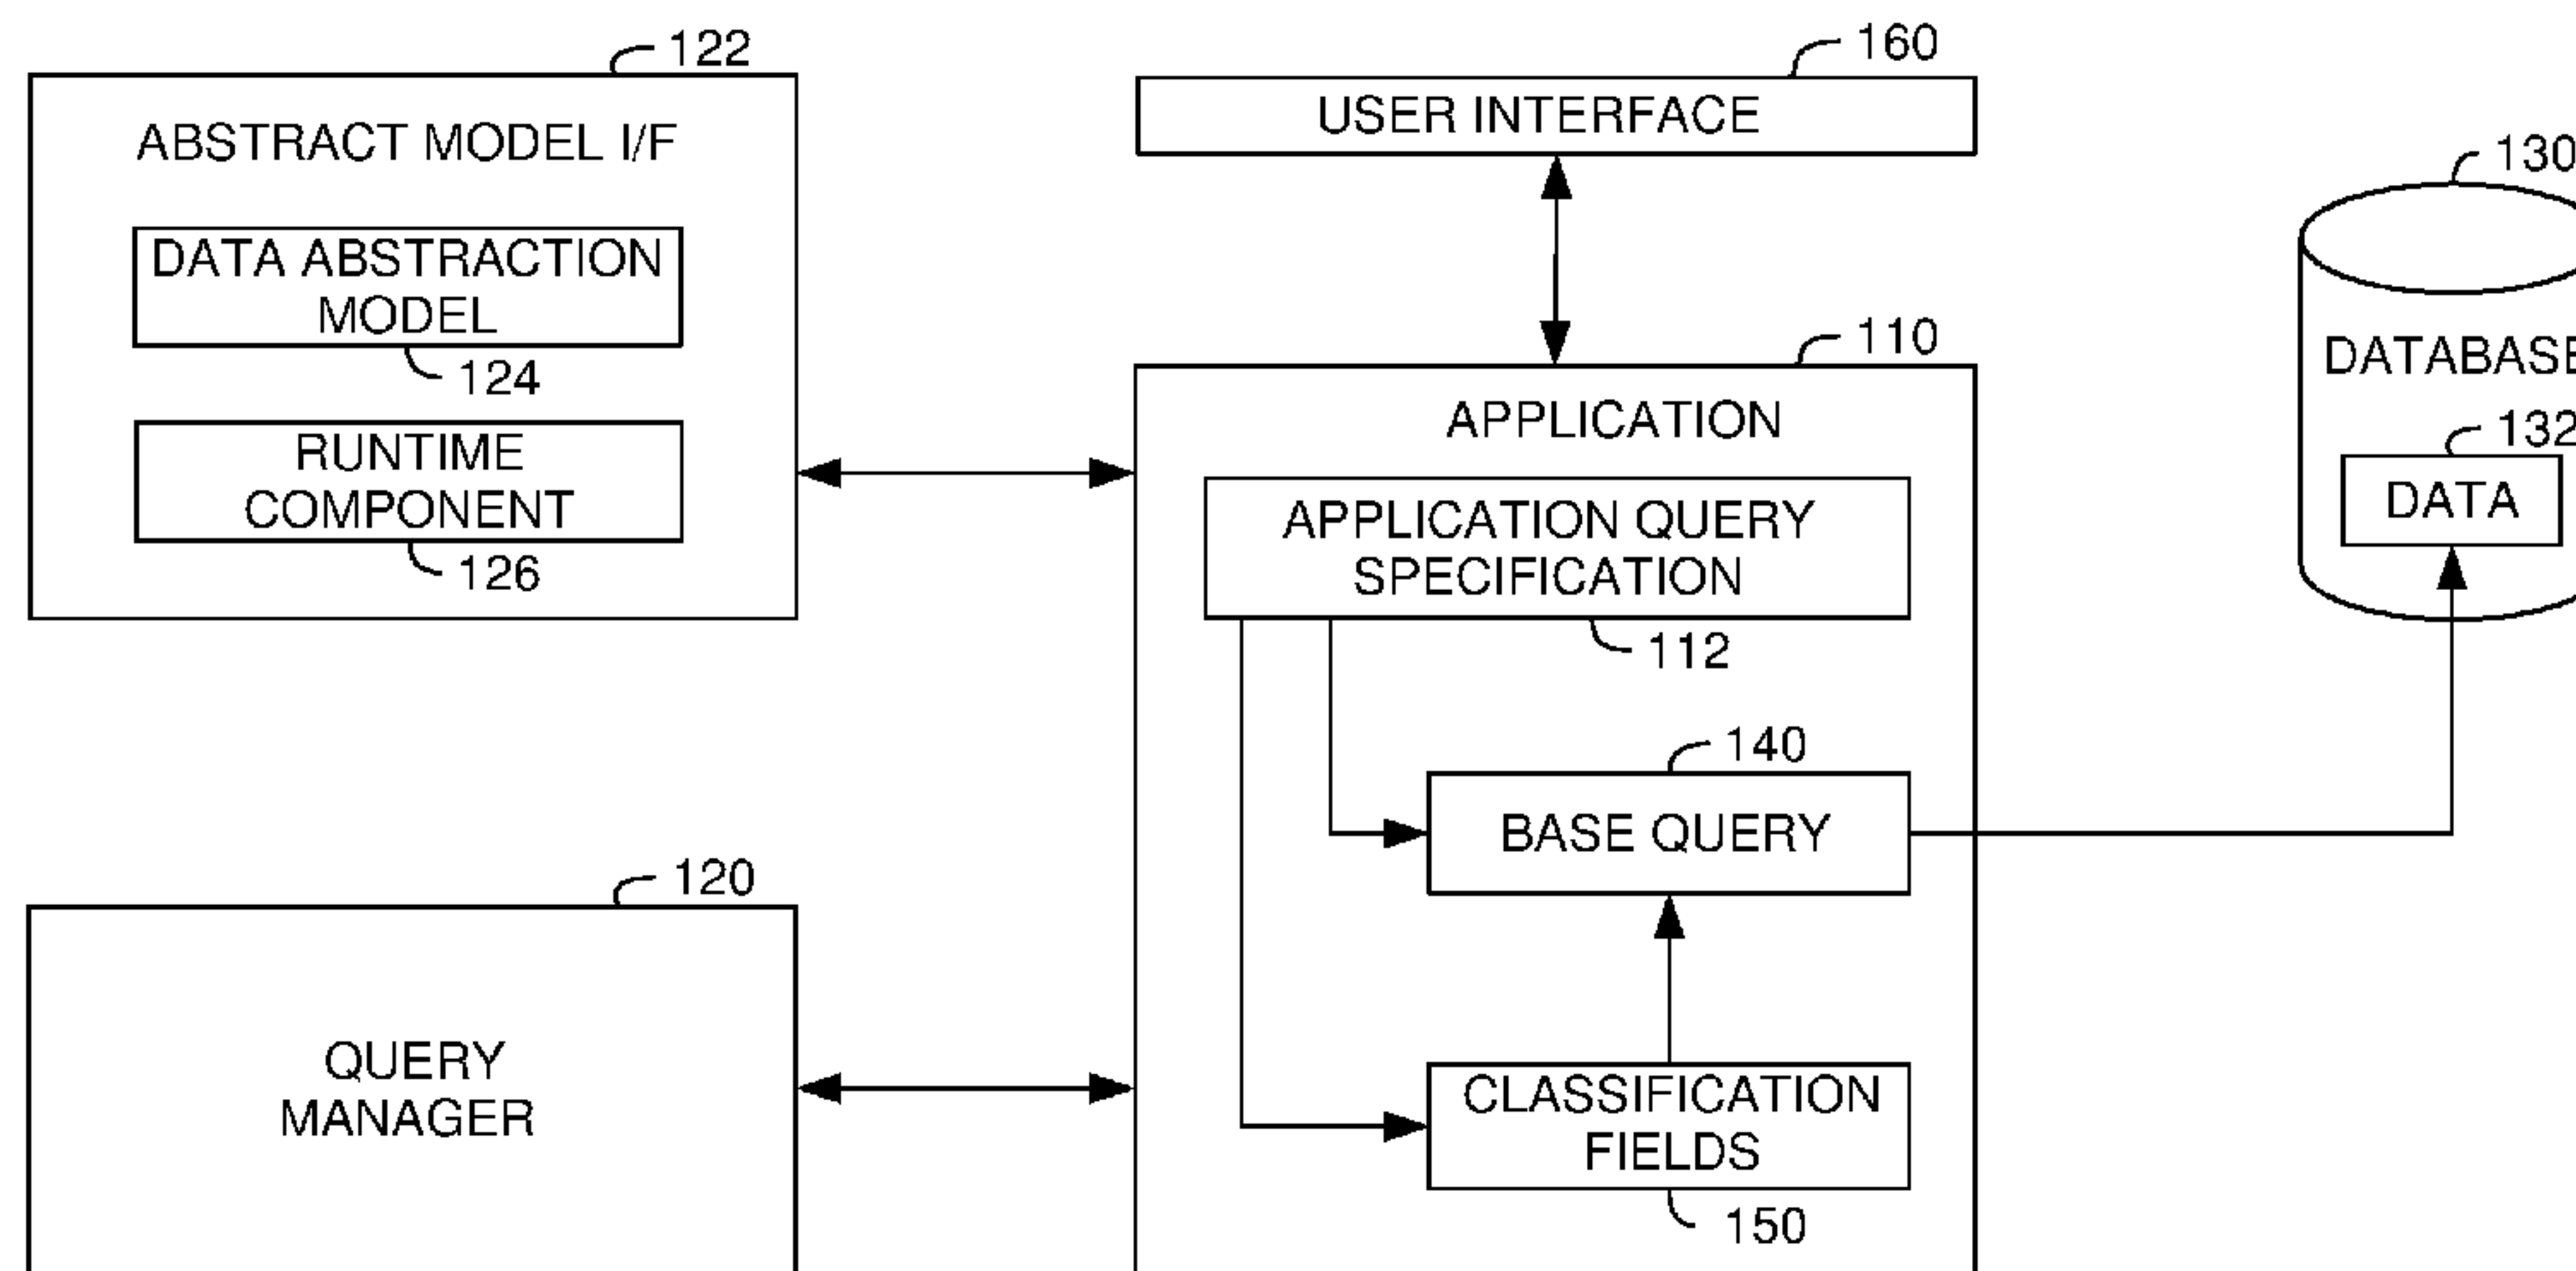 122
ABSTRACT MODEL I/F
DATA ABSTRACTION
MODEL
124
RUNTIME
COMPONENT
126
160
USER INTERFACE
110
APPLICATION
APPLICATION QUERY
SPECIFICATION
112
140
BASE QUERY
CLASSIFICATION
FIELDS
150
130
DATABASE
132
DATA
120
QUERY
MANAGER